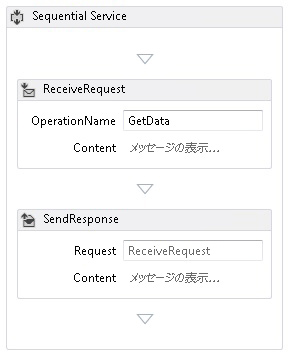 Sequential Service
ReceiveRequest
OperationName GetData
Content メッセージの表示...
SendResponse
Request ReceiveRequest
Content メッセージの表示...